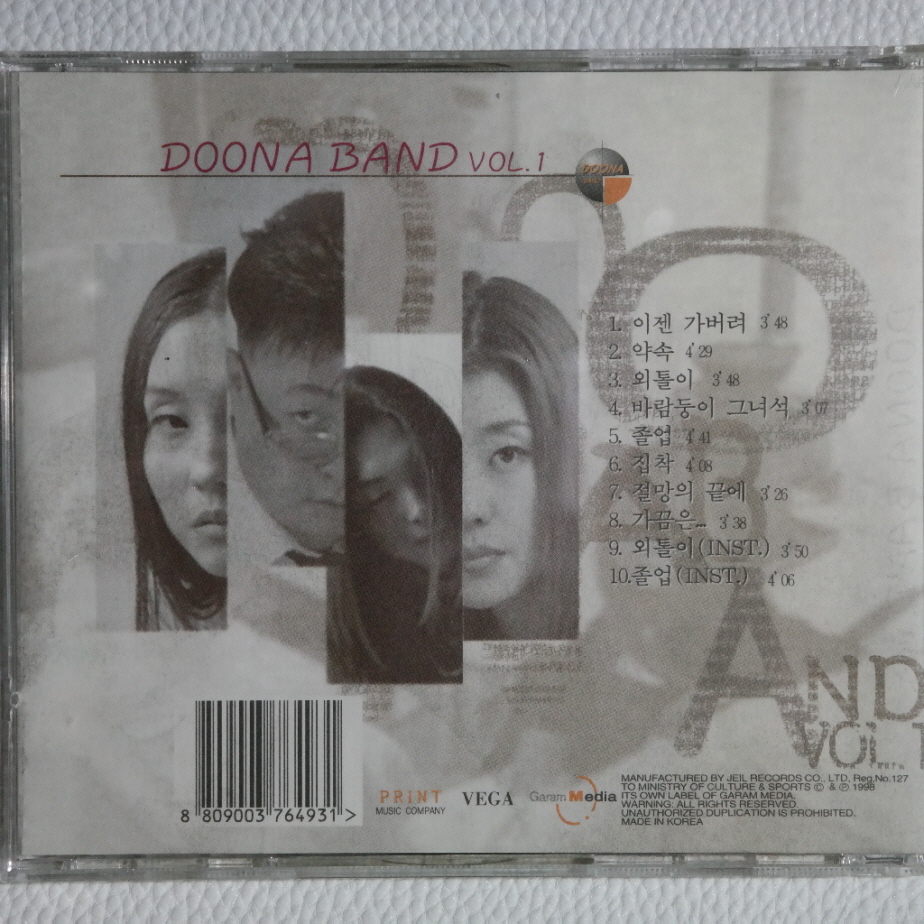 DOONA BAND VOL.1
DOONA
1. 이젠 가버려 3'48
2. 약속 4'29
3. 외톨이 3'48
4. 바람둥이 그녀석 3'07
5. 졸업 4'41
6. 집착 4'08
7. 절망의 끝에 3'26
8. 가끔은... 3'38
9. 외톨이(INST.) 3'50
10.졸업(INST.) 4'06
AND
VOL.1
8 809003 764931 >
PRINT
MUSIC COMPANY
VEGA
Garam Media
MANUFACTURED BY JEIL RECORDS CO., LTD, Reg.No.127
TO MINISTRY OF CULTURE & SPORTS © & ℗ 1998
ITS OWN LABEL OF GARAM MEDIA.
WARNING: ALL RIGHTS RESERVED
UNAUTHORIZED DUPLICATION IS PROHIBITED.
MADE IN KOREA